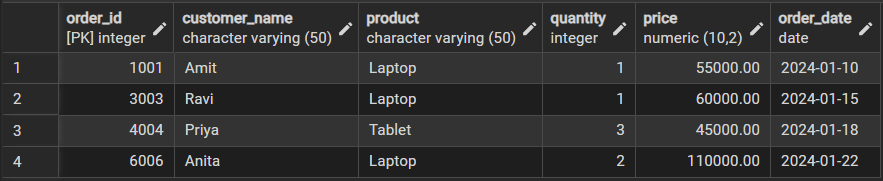 order_id customer_name product quantity price order_date
[PK] integer character varying (50) character varying (50) integer numeric (10,2) date
1 1001 Amit Laptop 1 55000.00 2024-01-10
2 3003 Ravi Laptop 1 60000.00 2024-01-15
3 4004 Priya Tablet 3 45000.00 2024-01-18
4 6006 Anita Laptop 2 110000.00 2024-01-22